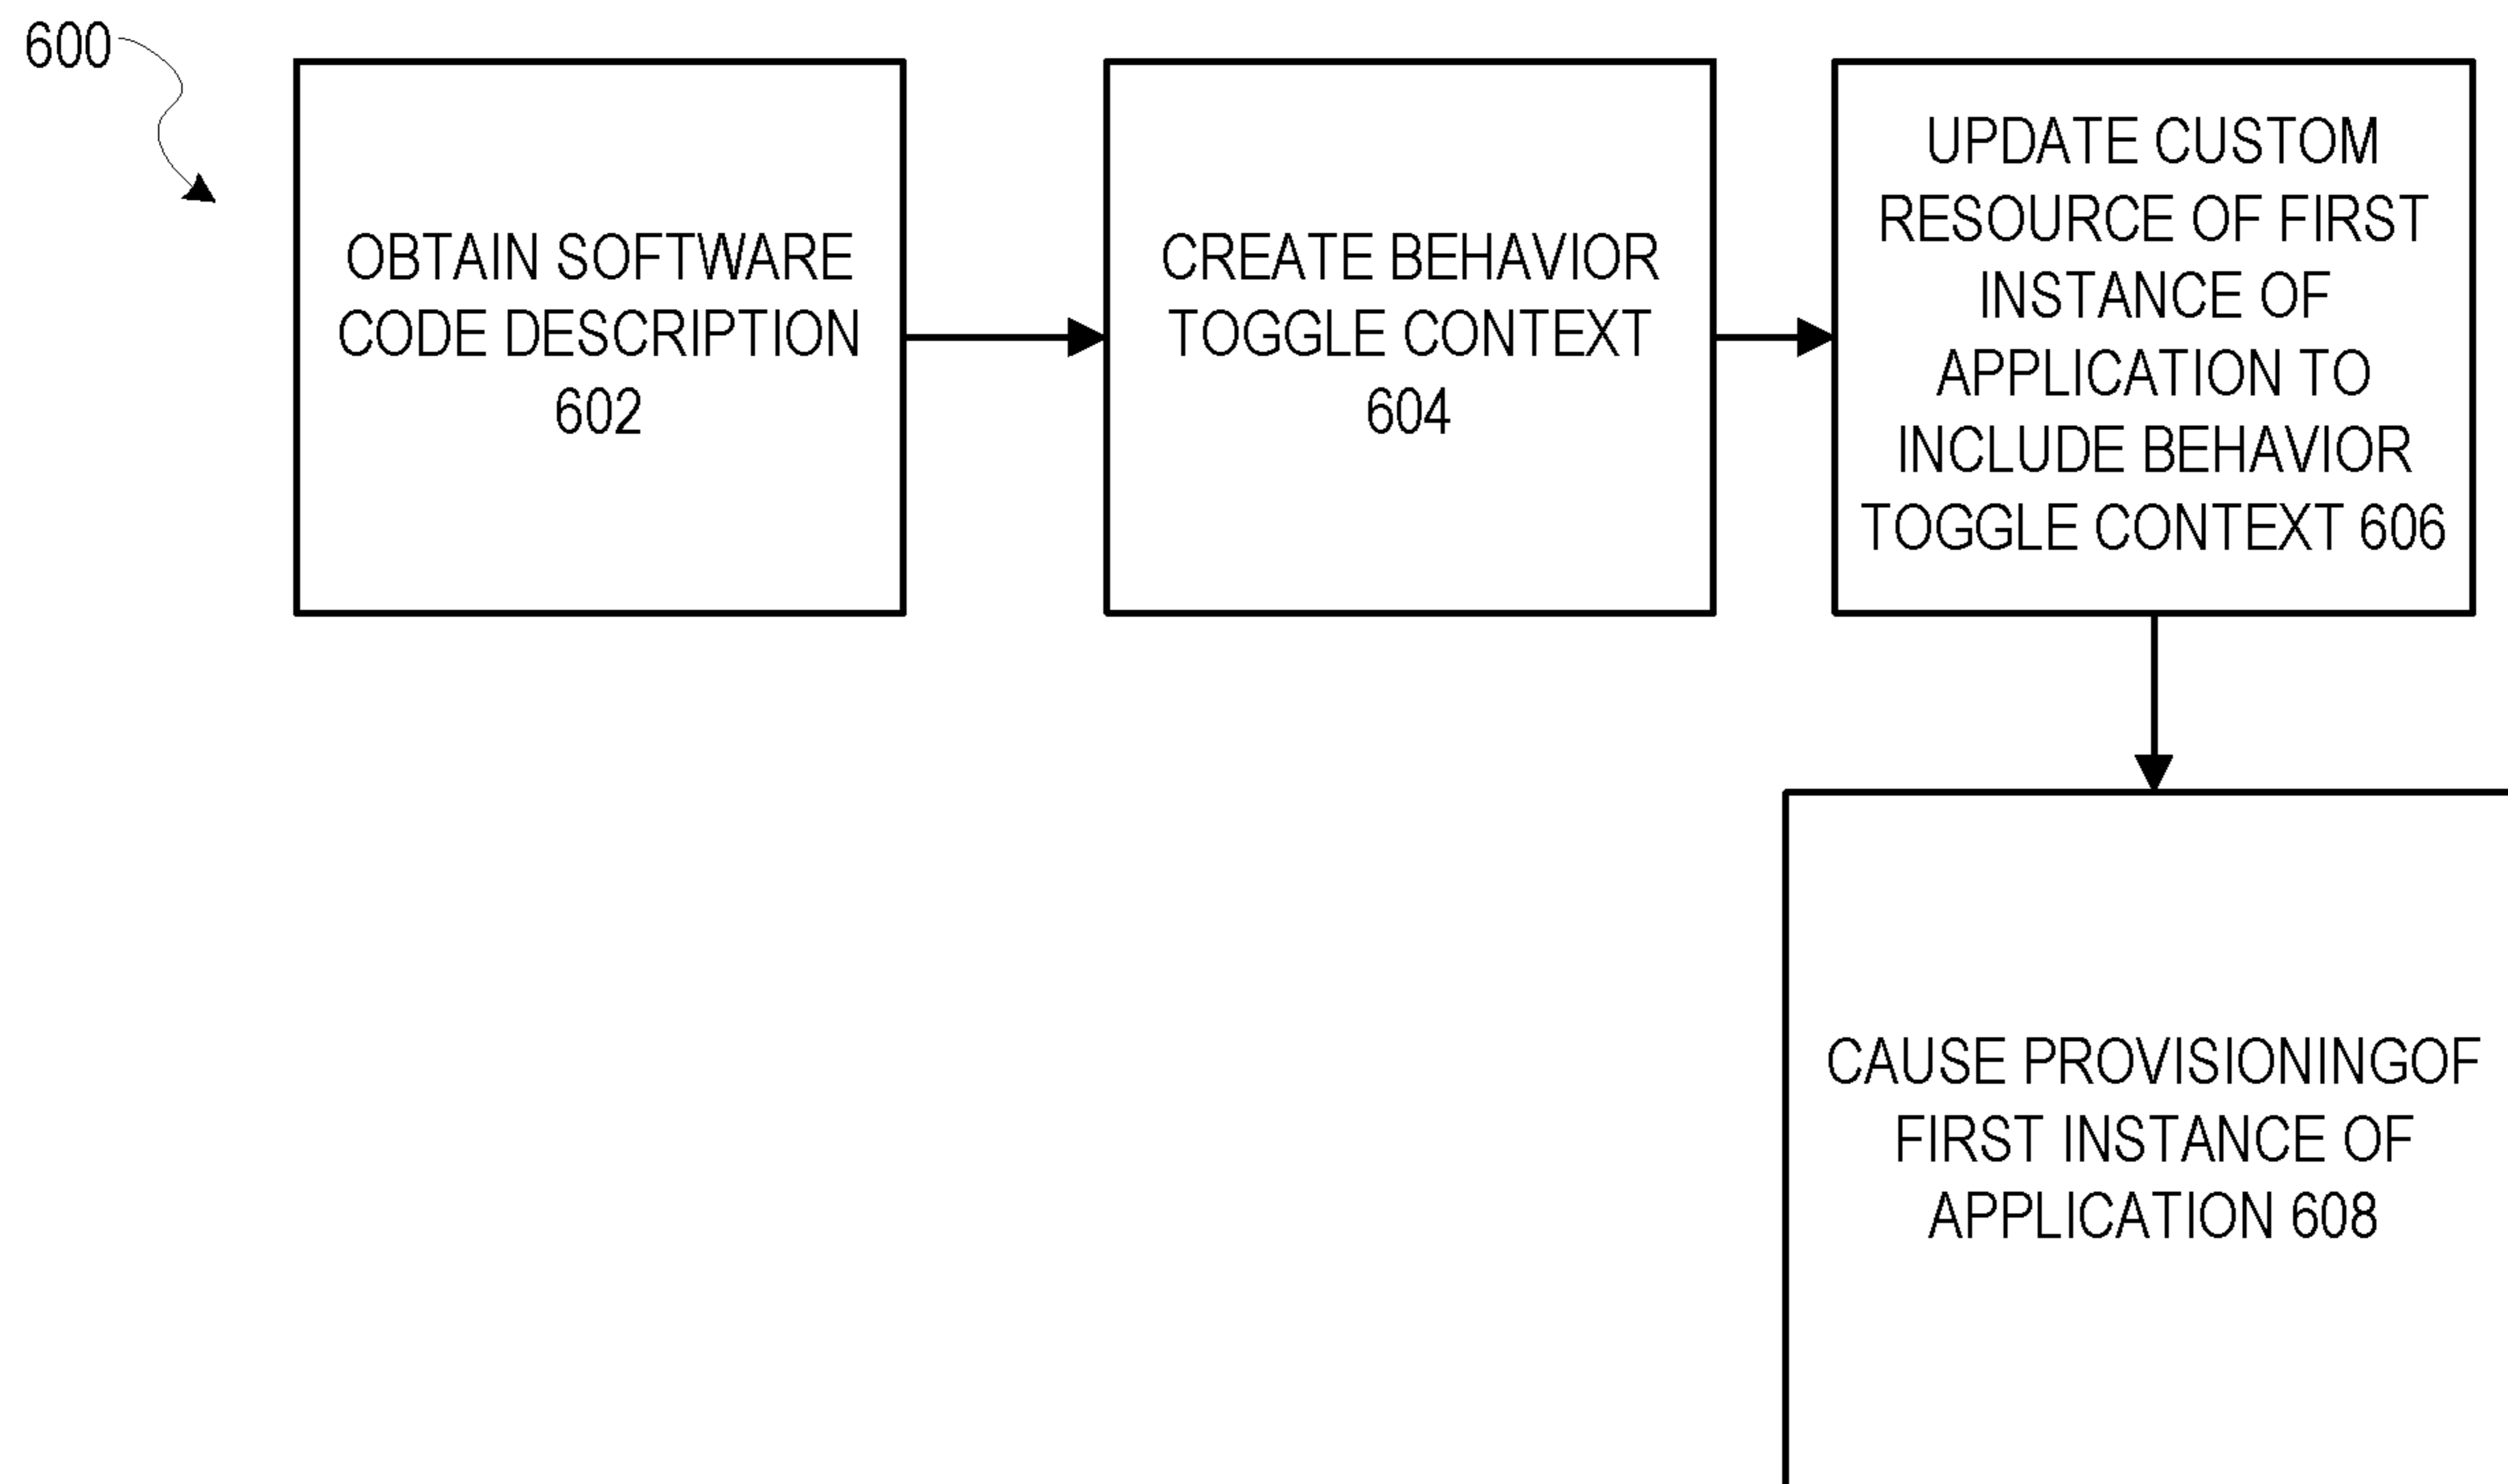 600
OBTAIN SOFTWARE
CODE DESCRIPTION
602
CREATE BEHAVIOR
TOGGLE CONTEXT
604
UPDATE CUSTOM
RESOURCE OF FIRST
INSTANCE OF
APPLICATION TO
INCLUDE BEHAVIOR
TOGGLE CONTEXT 606
CAUSE PROVISIONINGOF
FIRST INSTANCE OF
APPLICATION 608